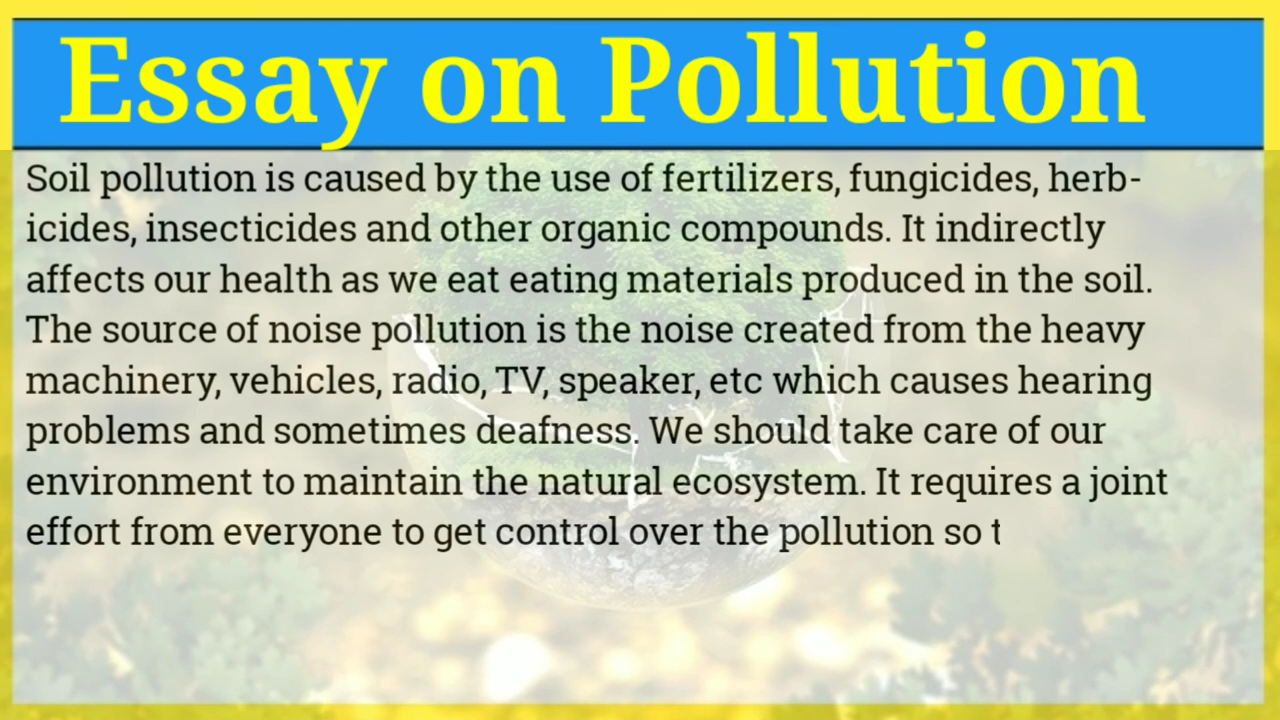 Essay on Pollution
Soil pollution is caused by the use of fertilizers, fungicides, herb-
icides, insecticides and other organic compounds. It indirectly
affects our health as we eat eating materials produced in the soil.
The source of noise pollution is the noise created from the heavy
machinery, vehicles, radio, TV, speaker, etc which causes hearing
problems and sometimes deafness. We should take care of our
environment to maintain the natural ecosystem. It requires a joint
effort from everyone to get control over the pollution so t